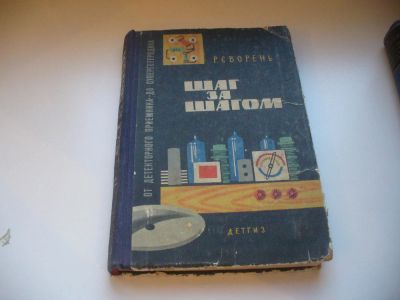 Р. СВОРЕНЬ
ШАГ
ЗА
ШАГОМ
ОТ ДЕТЕКТОРНОГО ПРИЕМНИКА-ДО СУПЕРГЕТЕРОДИНА
ДЕТГИЗ